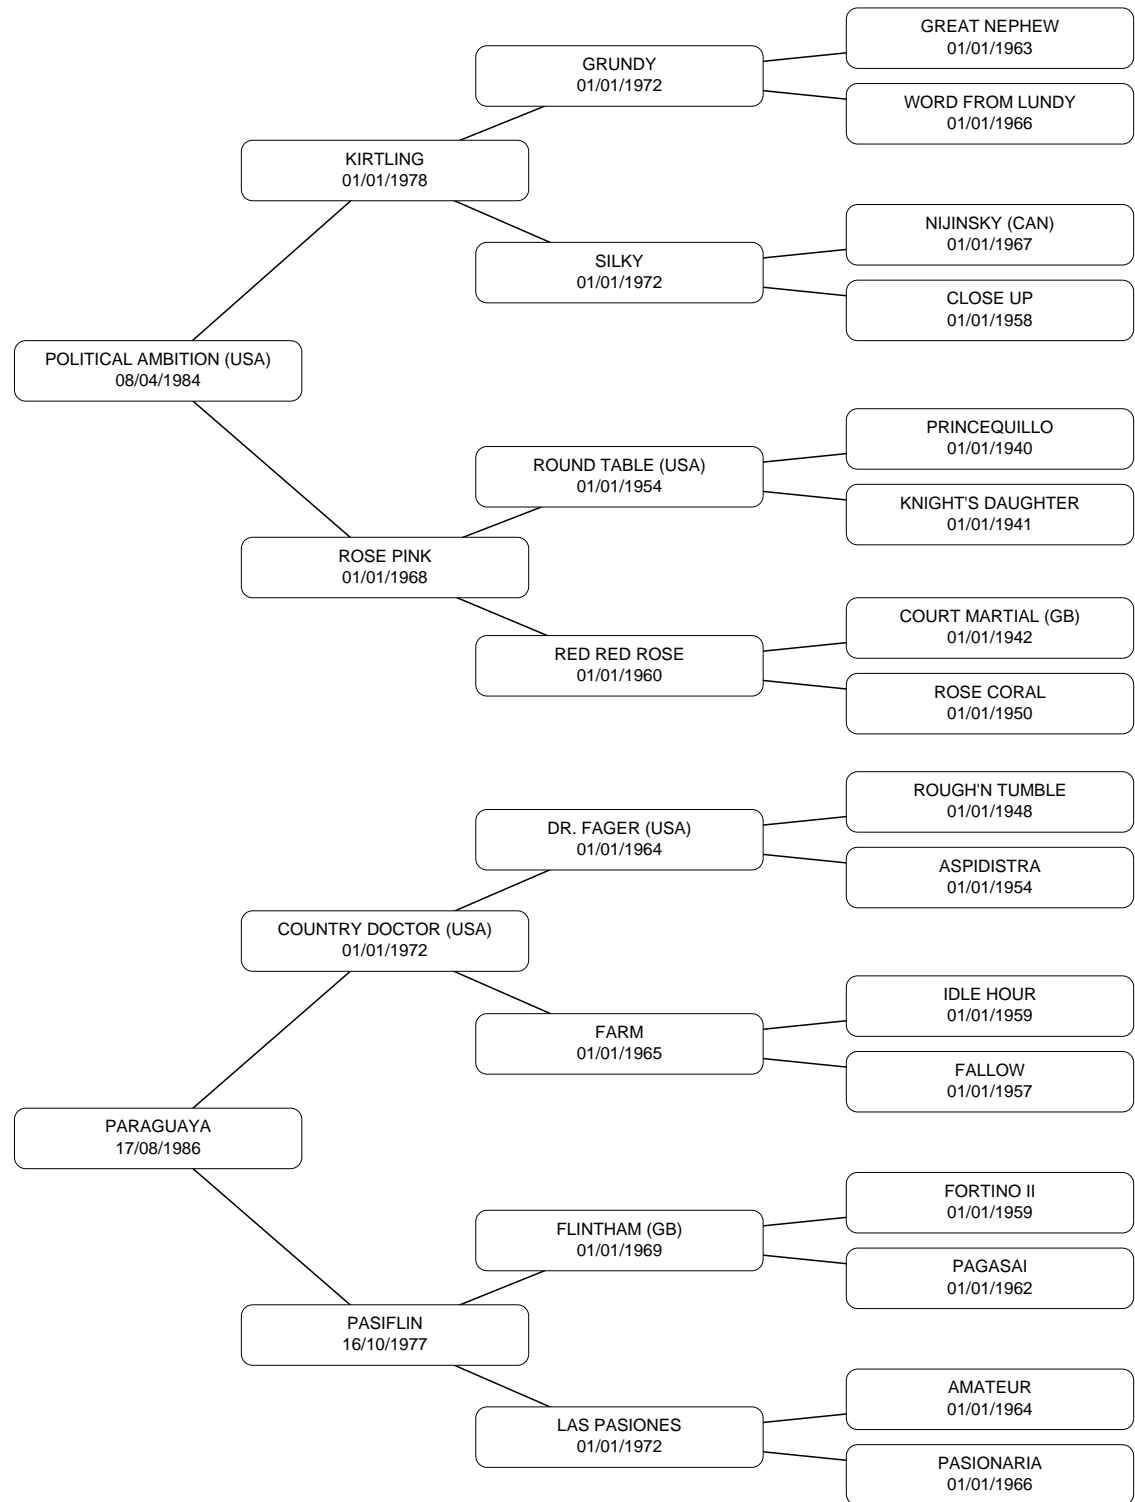 GREAT NEPHEW
01/01/1963
GRUNDY
01/01/1972
WORD FROM LUNDY
01/01/1966
KIRTLING
01/01/1978
NIJINSKY (CAN)
01/01/1967
SILKY
01/01/1972
CLOSE UP
01/01/1958
POLITICAL AMBITION (USA)
08/04/1984
PRINCEQUILLO
01/01/1940
ROUND TABLE (USA)
01/01/1954
KNIGHT'S DAUGHTER
01/01/1941
ROSE PINK
01/01/1968
COURT MARTIAL (GB)
01/01/1942
RED RED ROSE
01/01/1960
ROSE CORAL
01/01/1950
ROUGH'N TUMBLE
01/01/1948
DR. FAGER (USA)
01/01/1964
ASPIDISTRA
01/01/1954
COUNTRY DOCTOR (USA)
01/01/1972
IDLE HOUR
01/01/1959
FARM
01/01/1965
FALLOW
01/01/1957
PARAGUAYA
17/08/1986
FORTINO II
01/01/1959
FLINTHAM (GB)
01/01/1969
PAGASAI
01/01/1962
PASIFLIN
16/10/1977
AMATEUR
01/01/1964
LAS PASIONES
01/01/1972
PASIONARIA
01/01/1966